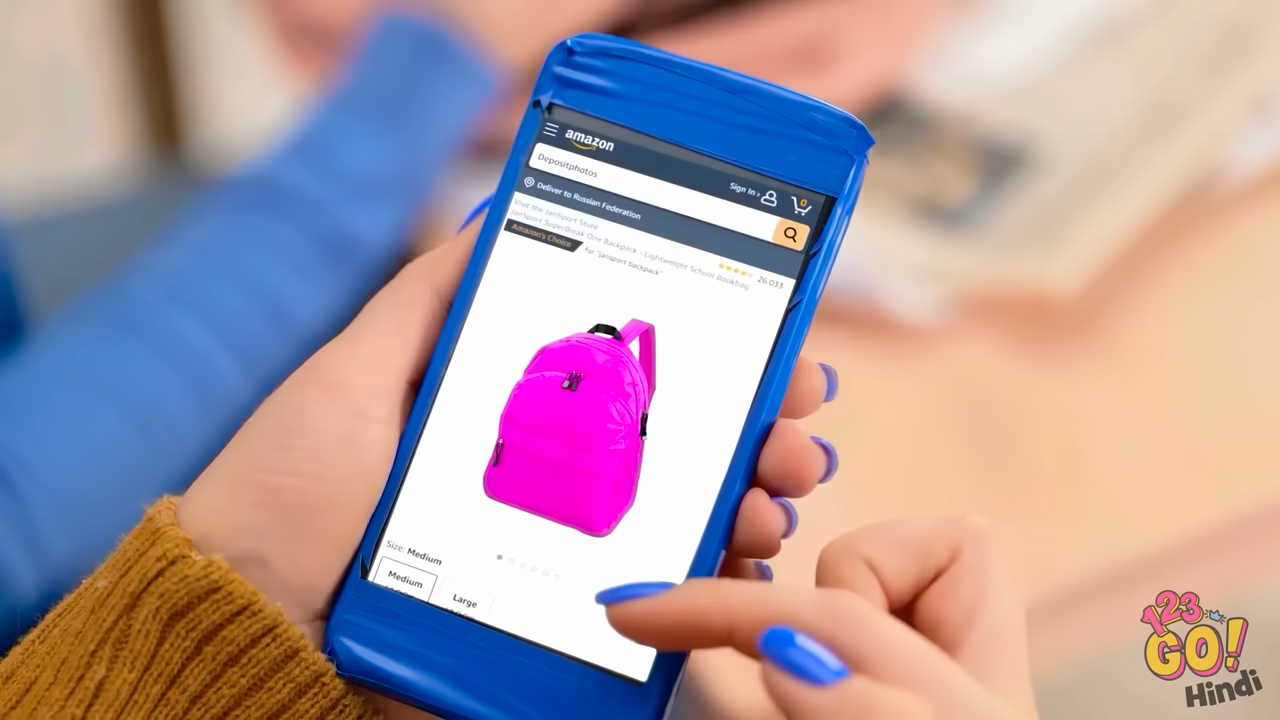 amazon
Depositphotos
Sign in ›
0
Deliver to Russian Federation
Visit the JanSport Store
JanSport SuperBreak One Backpack - Lightweight School Bookbag
Amazon's Choice for "jansport backpack"
26,033
Size: Medium
Medium
Large
123
GO!
Hindi